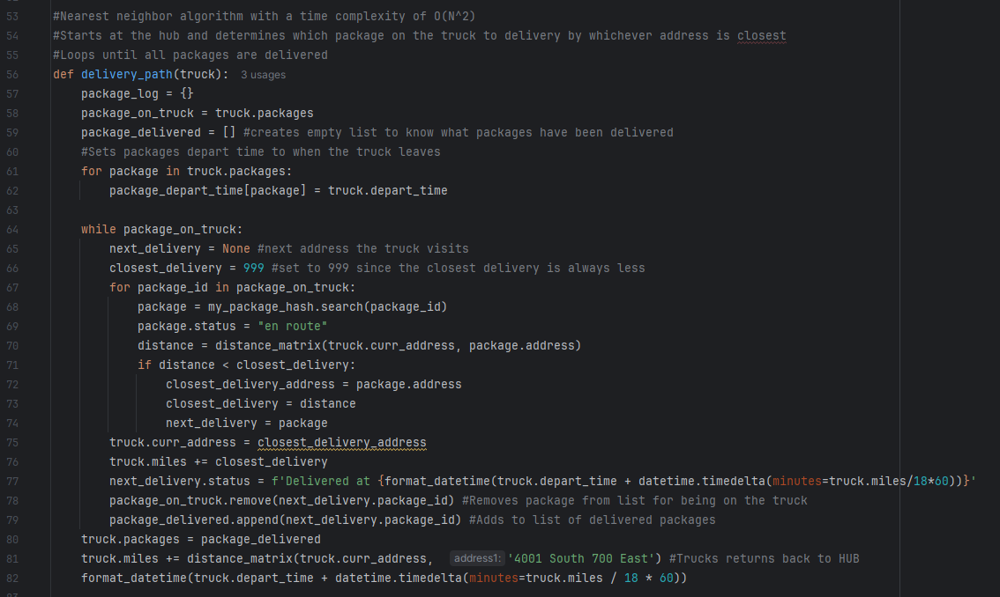 53 #Nearest neighbor algorithm with a time complexity of O(N^2)
54 #Starts at the hub and determines which package on the truck to delivery by whichever address is closest
55 #Loops until all packages are delivered
56 def delivery_path(truck): 3 usages
57     package_log = {}
58     package_on_truck = truck.packages
59     package_delivered = [] #creates empty list to know what packages have been delivered
60     #Sets packages depart time to when the truck leaves
61     for package in truck.packages:
62         package_depart_time[package] = truck.depart_time
63
64     while package_on_truck:
65         next_delivery = None #next address the truck visits
66         closest_delivery = 999 #set to 999 since the closest delivery is always less
67         for package_id in package_on_truck:
68             package = my_package_hash.search(package_id)
69             package.status = "en route"
70             distance = distance_matrix(truck.curr_address, package.address)
71             if distance < closest_delivery:
72                 closest_delivery_address = package.address
73                 closest_delivery = distance
74                 next_delivery = package
75         truck.curr_address = closest_delivery_address
76         truck.miles += closest_delivery
77         next_delivery.status = f'Delivered at {format_datetime(truck.depart_time + datetime.timedelta(minutes=truck.miles/18*60))}'
78         package_on_truck.remove(next_delivery.package_id) #Removes package from list for being on the truck
79         package_delivered.append(next_delivery.package_id) #Adds to list of delivered packages
80     truck.packages = package_delivered
81     truck.miles += distance_matrix(truck.curr_address, address1: '4001 South 700 East') #Trucks returns back to HUB
82     format_datetime(truck.depart_time + datetime.timedelta(minutes=truck.miles / 18 * 60))